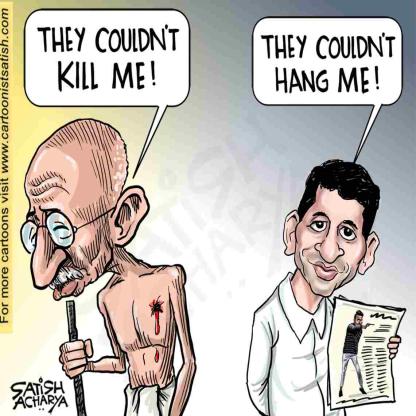 THEY COULDN'T
KILL ME!
THEY COULDN'T
HANG ME!
For more cartoons visit www.cartoonistsatish.com
SATISH
ACHARYA